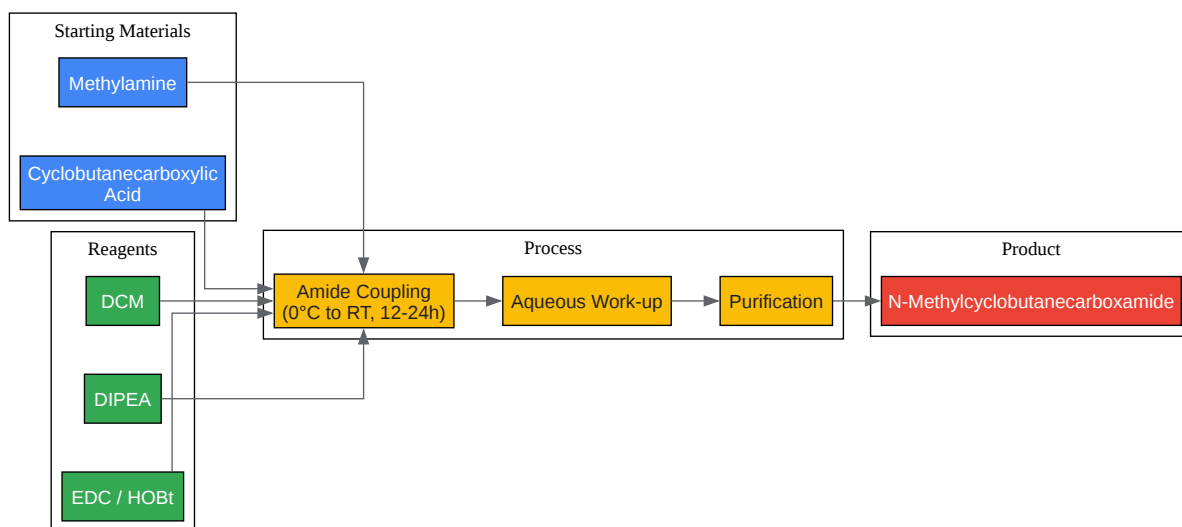 Starting Materials
Methylamine
Cyclobutanecarboxylic
Acid
Reagents
DCM
DIPEA
EDC / HOBt
Process
Amide Coupling
(0°C to RT, 12-24h)
Aqueous Work-up
Purification
Product
N-Methylcyclobutanecarboxamide